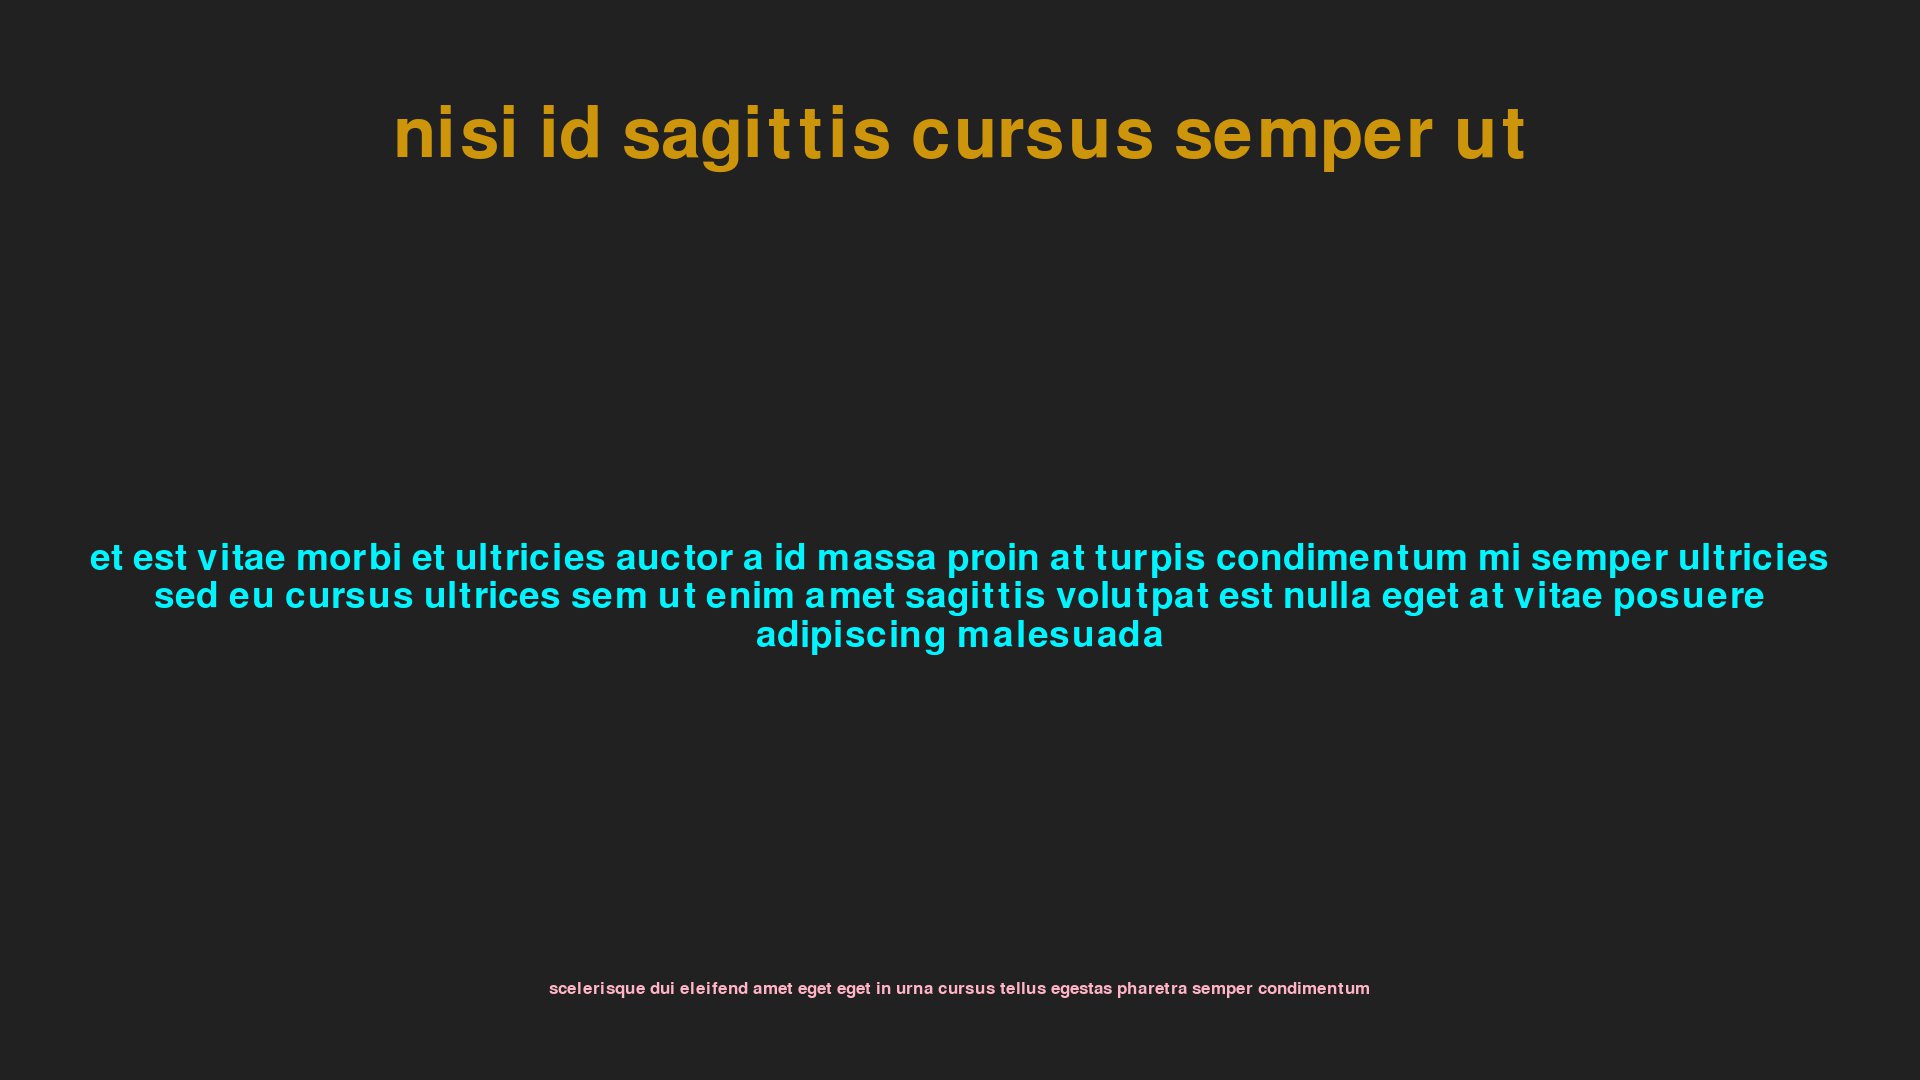 nisi id sagittis cursus semper ut
et est vitae morbi et ultricies auctor a id massa proin at turpis condimentum mi semper ultricies
sed eu cursus ultrices sem ut enim amet sagittis volutpat est nulla eget at vitae posuere
adipiscing malesuada
scelerisque dui eleifend amet eget eget in urna cursus tellus egestas pharetra semper condimentum